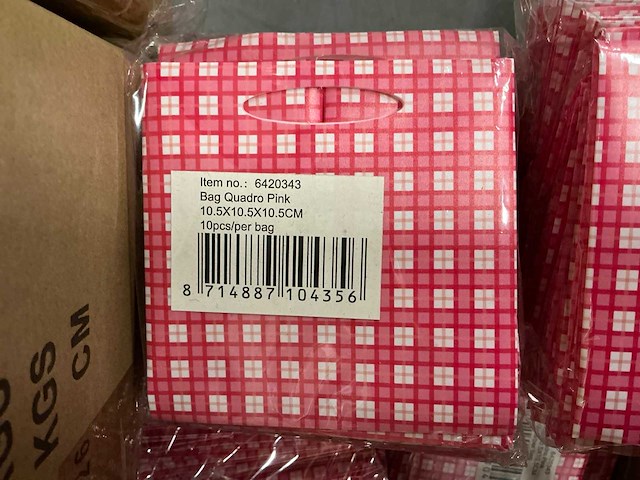 Item no.: 6420343
Bag Quadro Pink
10.5X10.5X10.5CM
10pcs/per bag
8 714887 104356
KGS
CM